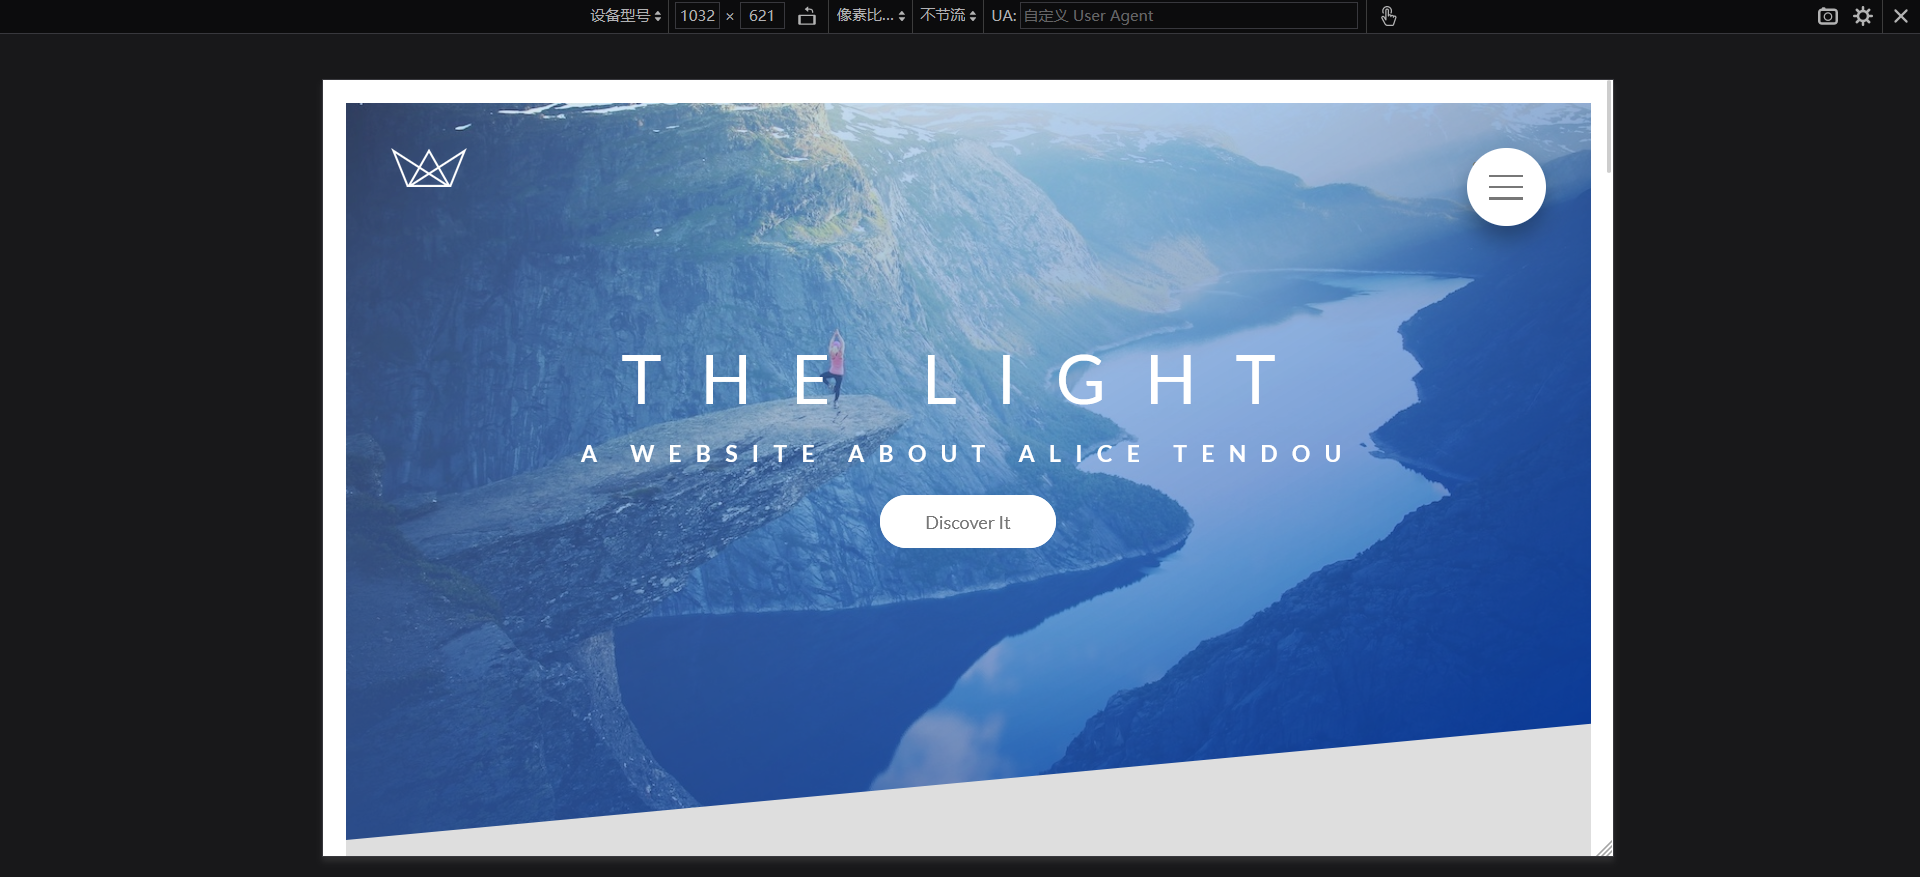 设备型号 1032 × 621 像素比... 不节流 UA: 自定义 User Agent
THE LIGHT
A WEBSITE ABOUT ALICE TENDOU
Discover It